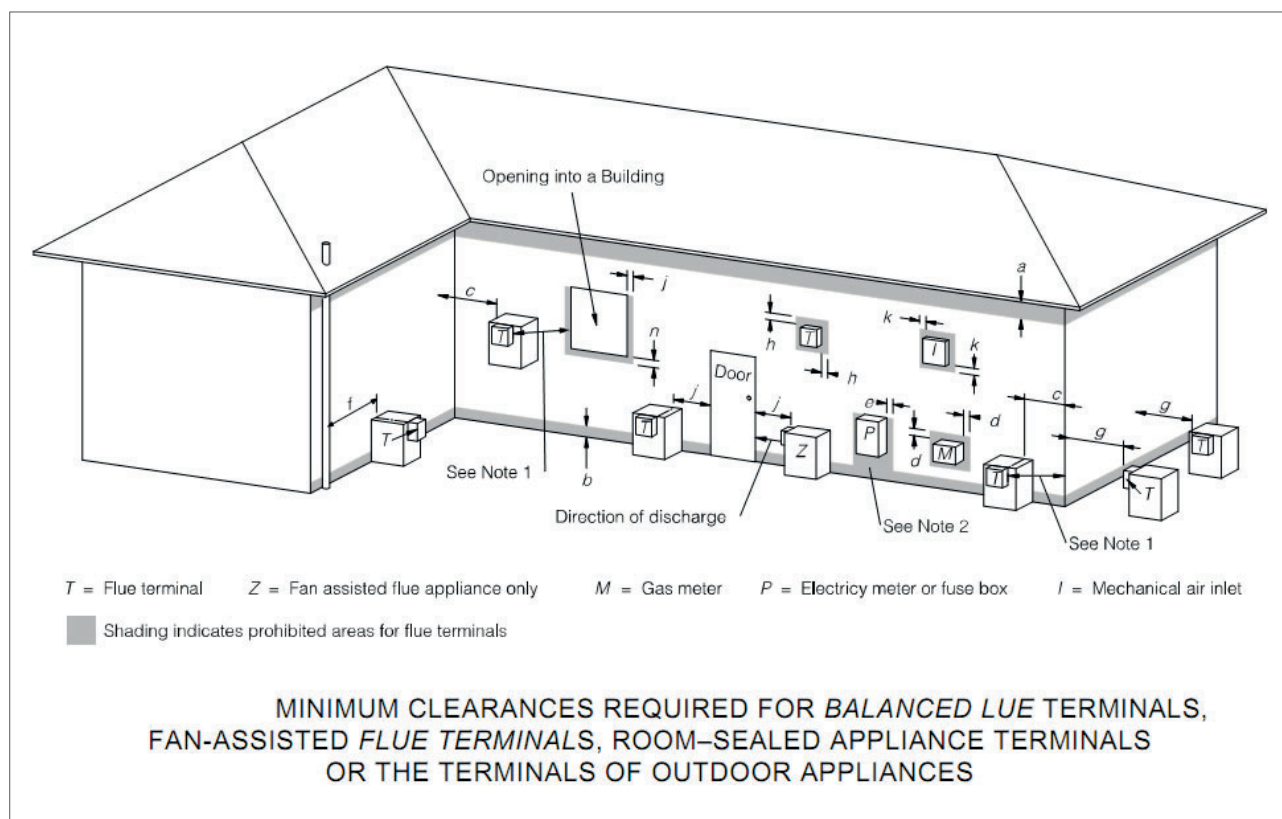 Opening into a Building
a
j
c
k
n
T
h
T
I
k
h
Door
e
c
g
j
j
d
f
P
T
T
d
M
g
T
Z
T
See Note 1
b
T
Direction of discharge
See Note 2
See Note 1
T = Flue terminal Z = Fan assisted flue appliance only M = Gas meter P = Electricy meter or fuse box I = Mechanical air inlet
Shading indicates prohibited areas for flue terminals
MINIMUM CLEARANCES REQUIRED FOR BALANCED LUE TERMINALS,
FAN-ASSISTED FLUE TERMINALS, ROOM–SEALED APPLIANCE TERMINALS
OR THE TERMINALS OF OUTDOOR APPLIANCES